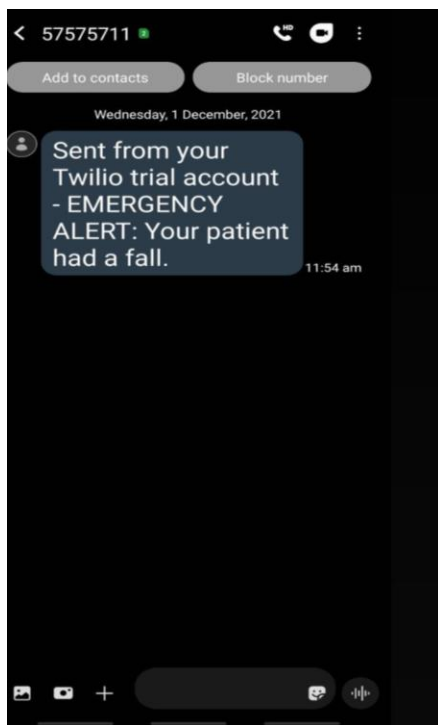 57575711
Add to contacts
Block number
Wednesday, 1 December, 2021
Sent from your
Twilio trial account
- EMERGENCY
ALERT: Your patient
had a fall.
11:54 am